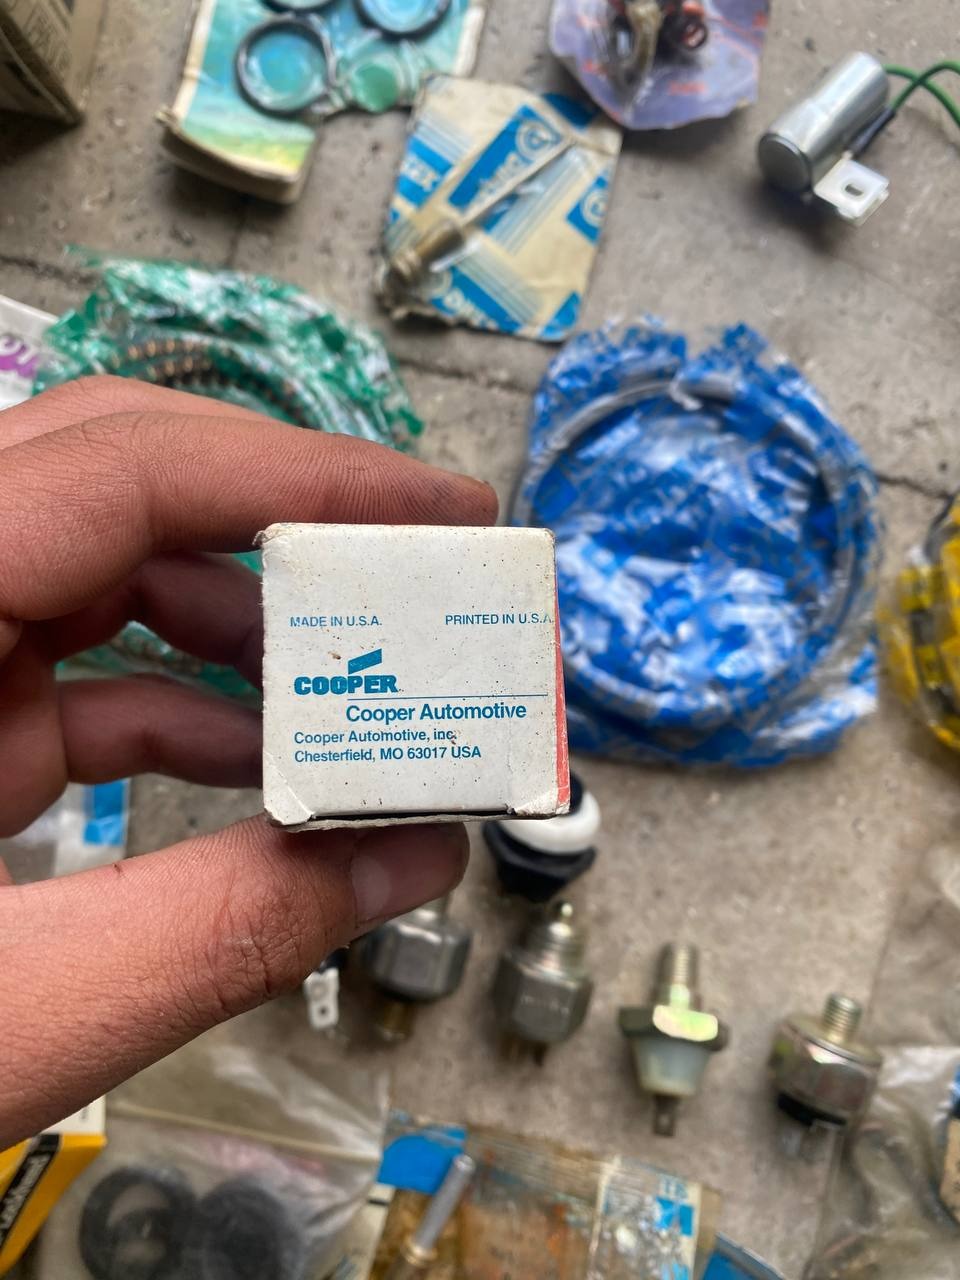 MADE IN U.S.A.
PRINTED IN U.S.A.
COOPER
Cooper Automotive
Cooper Automotive, inc.
Chesterfield, MO 63017 USA